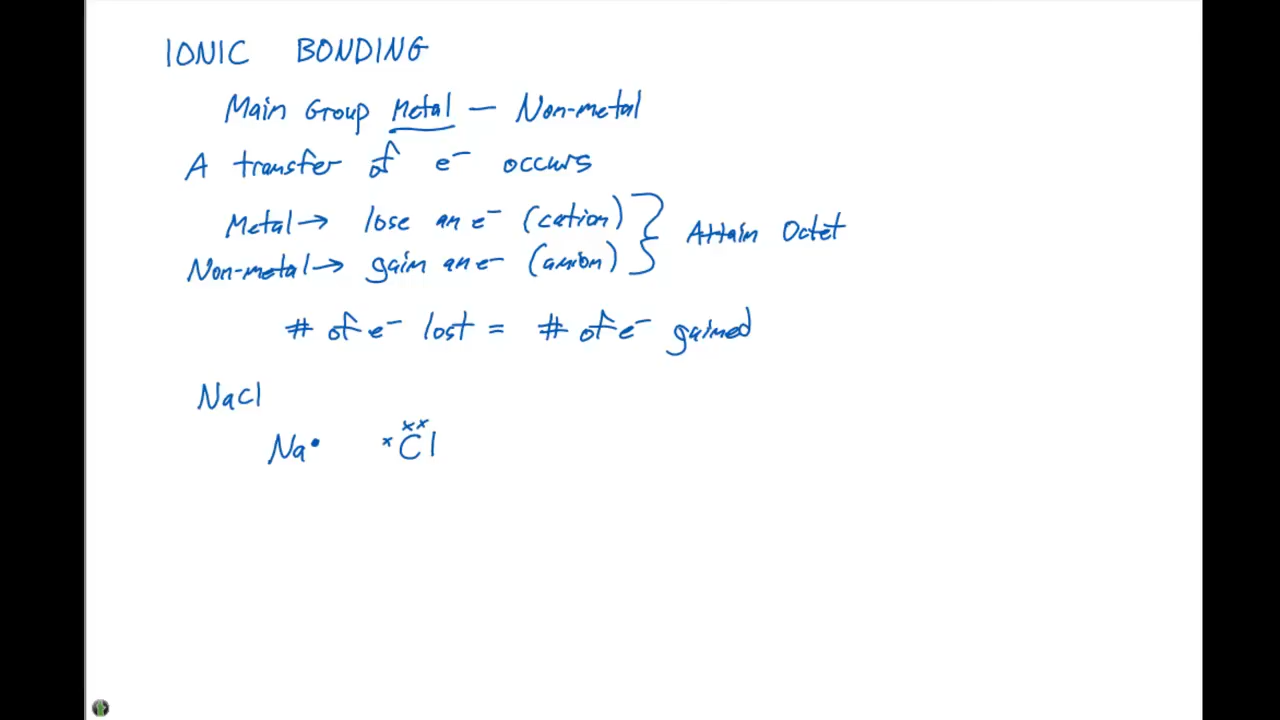 IONIC BONDING
Main Group Metal — Non-metal
A transfer of e⁻ occurs
Metal → lose an e⁻ (cation)
Non-metal → gain an e⁻ (anion)
} Attain Octet
# of e⁻ lost = # of e⁻ gained
NaCl
Na• ˣCl ˣˣ